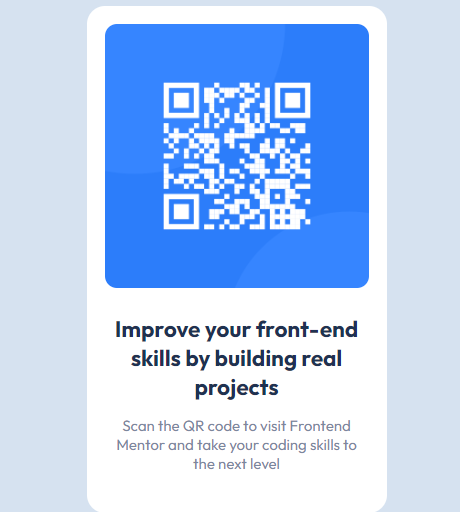 Improve your front-end
skills by building real
projects
Scan the QR code to visit Frontend
Mentor and take your coding skills to
the next level